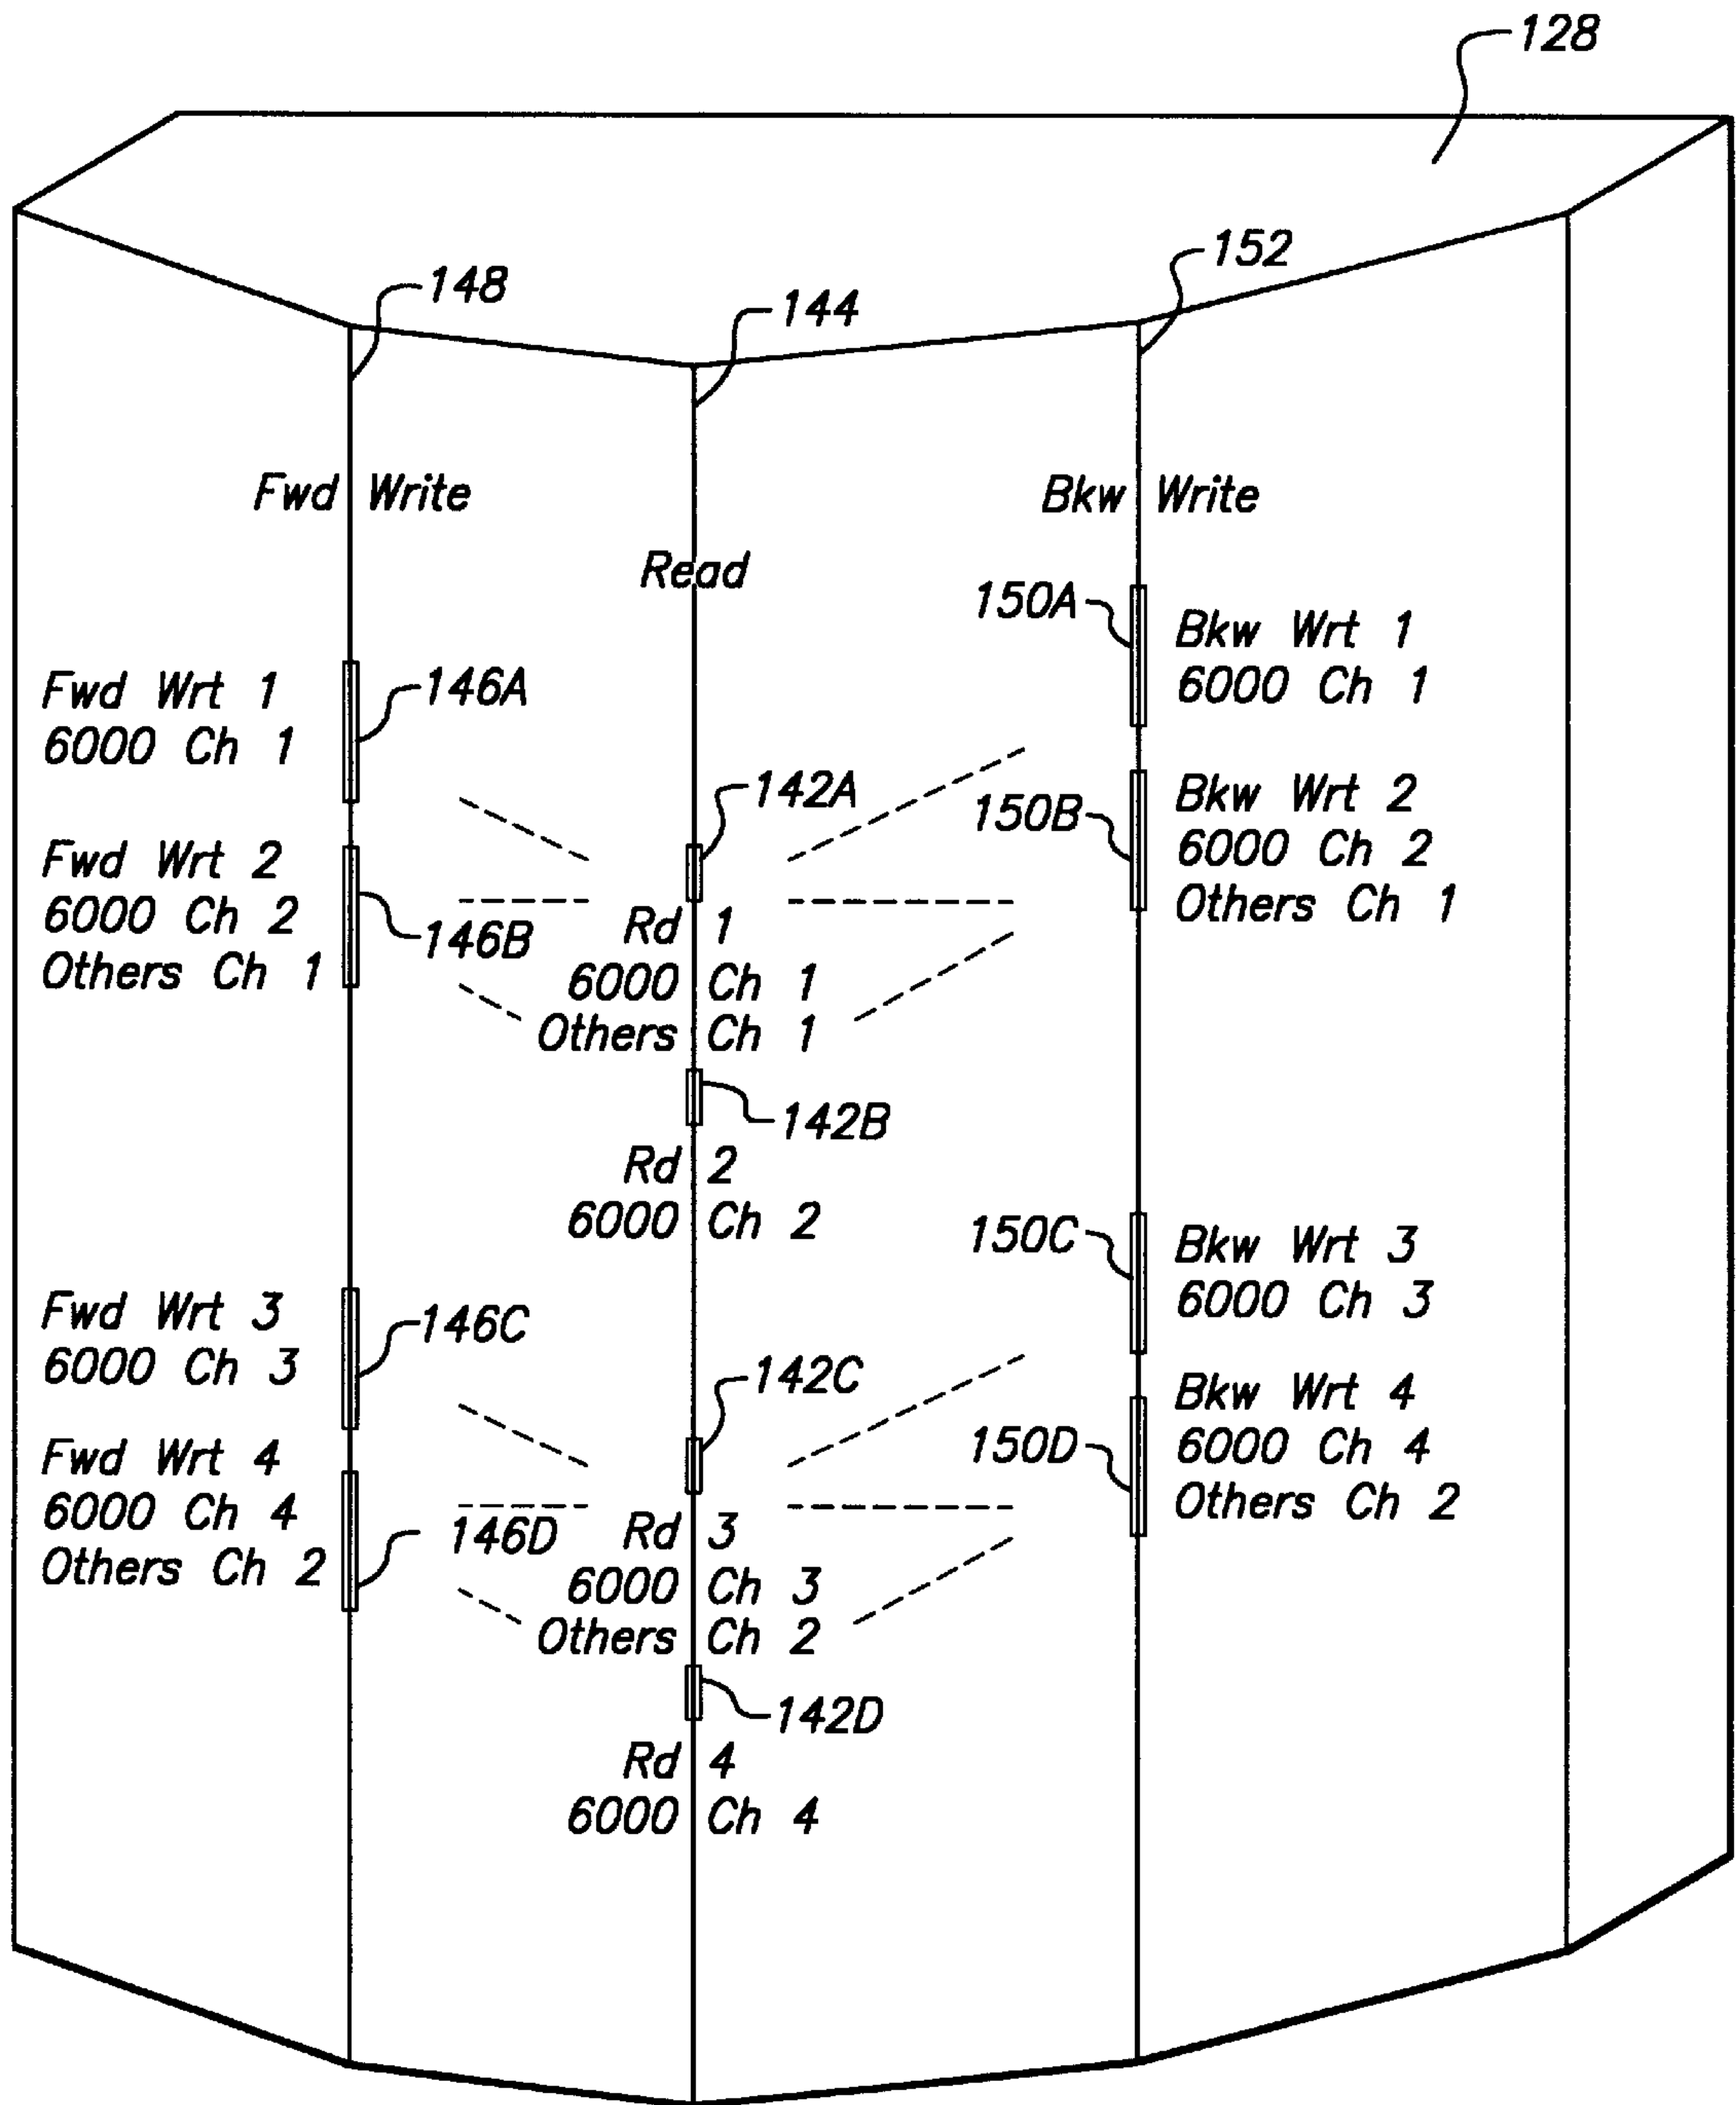 128
152
148
144
Fwd Write
Bkw Write
Read
150A
Bkw Wrt 1
6000 Ch 1
Fwd Wrt 1
6000 Ch 1
146A
142A
150B
Bkw Wrt 2
6000 Ch 2
Others Ch 1
Fwd Wrt 2
6000 Ch 2
Others Ch 1
146B
Rd 1
6000 Ch 1
Others Ch 1
142B
Rd 2
6000 Ch 2
150C
Bkw Wrt 3
6000 Ch 3
Fwd Wrt 3
6000 Ch 3
146C
142C
150D
Bkw Wrt 4
6000 Ch 4
Others Ch 2
Fwd Wrt 4
6000 Ch 4
Others Ch 2
146D
Rd 3
6000 Ch 3
Others Ch 2
142D
Rd 4
6000 Ch 4